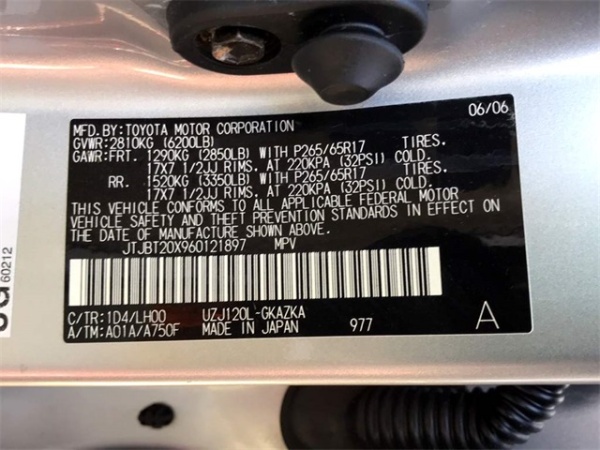 06/06
MFD.BY:TOYOTA MOTOR CORPORATION
GVWR:2810KG (6200LB)
GAWR:FRT. 1290KG (2850LB) WITH P265/65R17 TIRES.
17X7 1/2JJ RIMS, AT 220KPA (32PSI) COLD.
RR. 1520KG (3350LB) WITH P265/65R17 TIRES.
17X7 1/2JJ RIMS, AT 220KPA (32PSI) COLD.
THIS VEHICLE CONFORMS TO ALL APPLICABLE FEDERAL MOTOR
VEHICLE SAFETY AND THEFT PREVENTION STANDARDS IN EFFECT ON
THE DATE OF MANUFACTURE SHOWN ABOVE.
JTJBT20X960121897 MPV
C/TR:1D4/LH00 UZJ120L-GKAZKA A
A/TM:A01A/A750F MADE IN JAPAN 977
60212